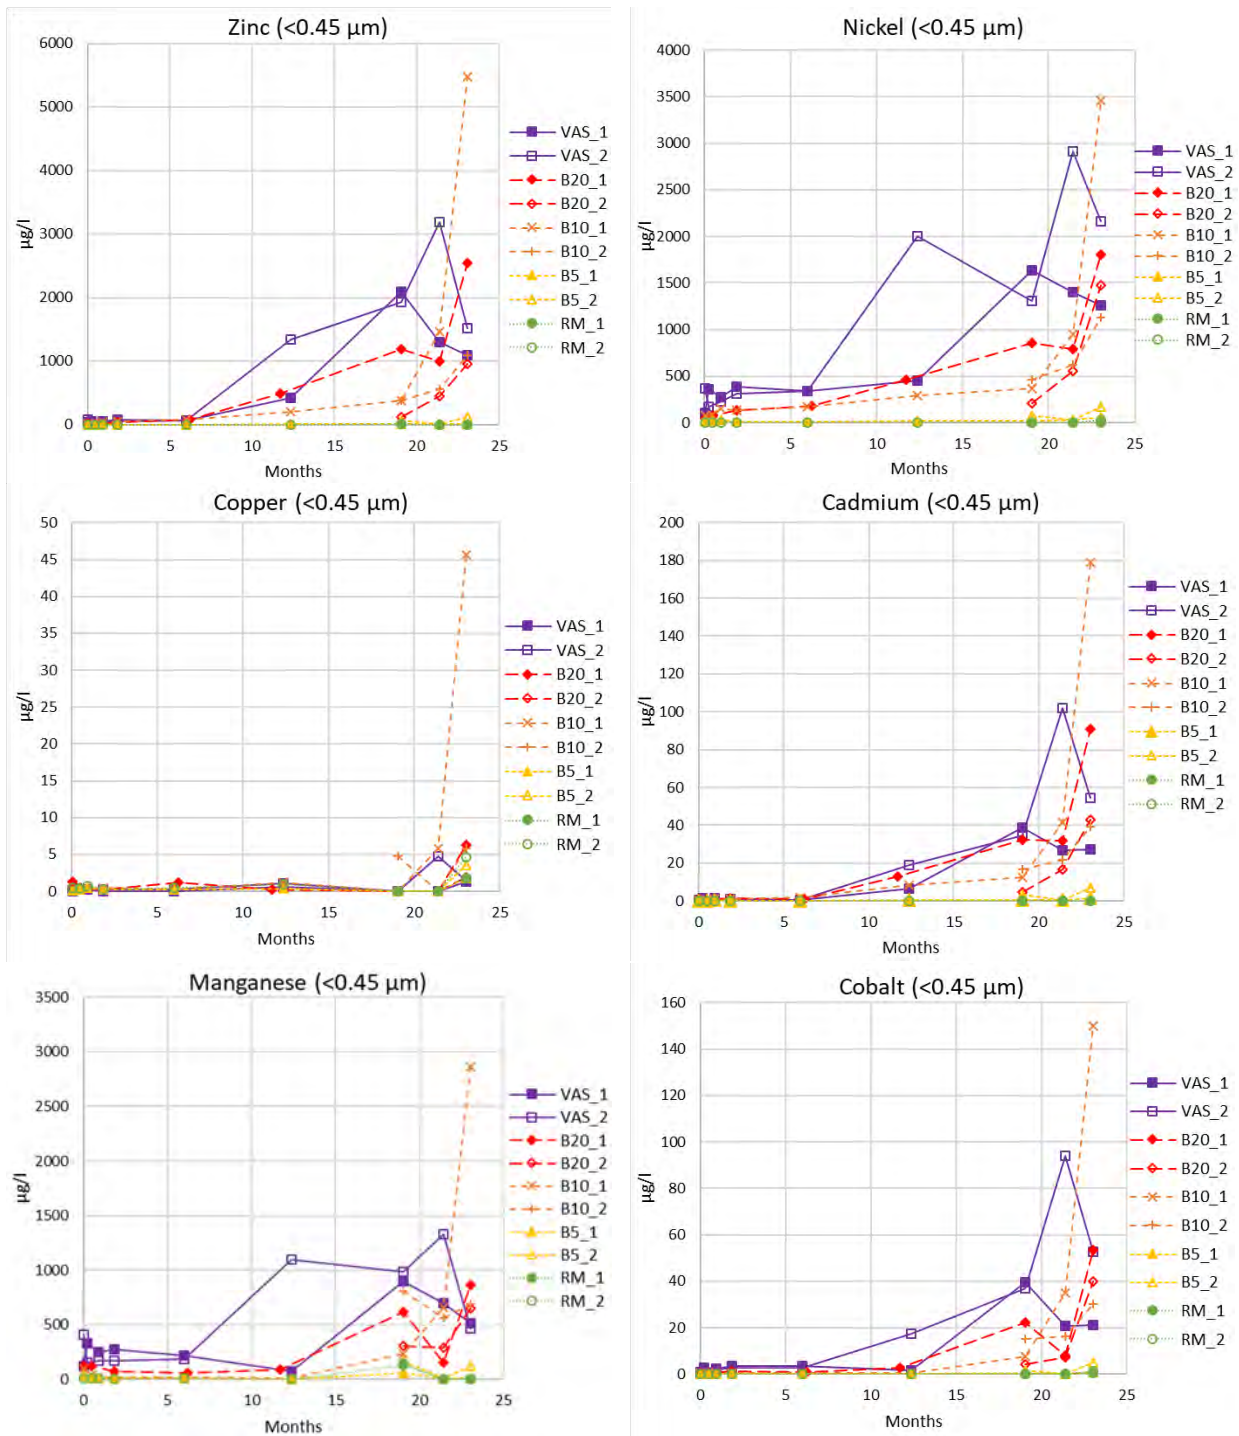 Zinc (<0.45 µm)
6000
5000
4000
3000
2000
1000
0
µg/l
0 5 10 15 20 25
Months
VAS_1
VAS_2
B20_1
B20_2
B10_1
B10_2
B5_1
B5_2
RM_1
RM_2
Nickel (<0.45 µm)
4000
3500
3000
2500
2000
1500
1000
500
0
µg/l
0 5 10 15 20 25
Months
VAS_1
VAS_2
B20_1
B20_2
B10_1
B10_2
B5_1
B5_2
RM_1
RM_2
Copper (<0.45 µm)
50
45
40
35
30
25
20
15
10
5
0
µg/l
0 5 10 15 20 25
Months
VAS_1
VAS_2
B20_1
B20_2
B10_1
B10_2
B5_1
B5_2
RM_1
RM_2
Cadmium (<0.45 µm)
200
180
160
140
120
100
80
60
40
20
0
µg/l
0 5 10 15 20 25
Months
VAS_1
VAS_2
B20_1
B20_2
B10_1
B10_2
B5_1
B5_2
RM_1
RM_2
Manganese (<0.45 µm)
3500
3000
2500
2000
1500
1000
500
0
µg/l
0 5 10 15 20 25
Months
VAS_1
VAS_2
B20_1
B20_2
B10_1
B10_2
B5_1
B5_2
RM_1
RM_2
Cobalt (<0.45 µm)
160
140
120
100
80
60
40
20
0
µg/l
0 5 10 15 20 25
Months
VAS_1
VAS_2
B20_1
B20_2
B10_1
B10_2
B5_1
B5_2
RM_1
RM_2